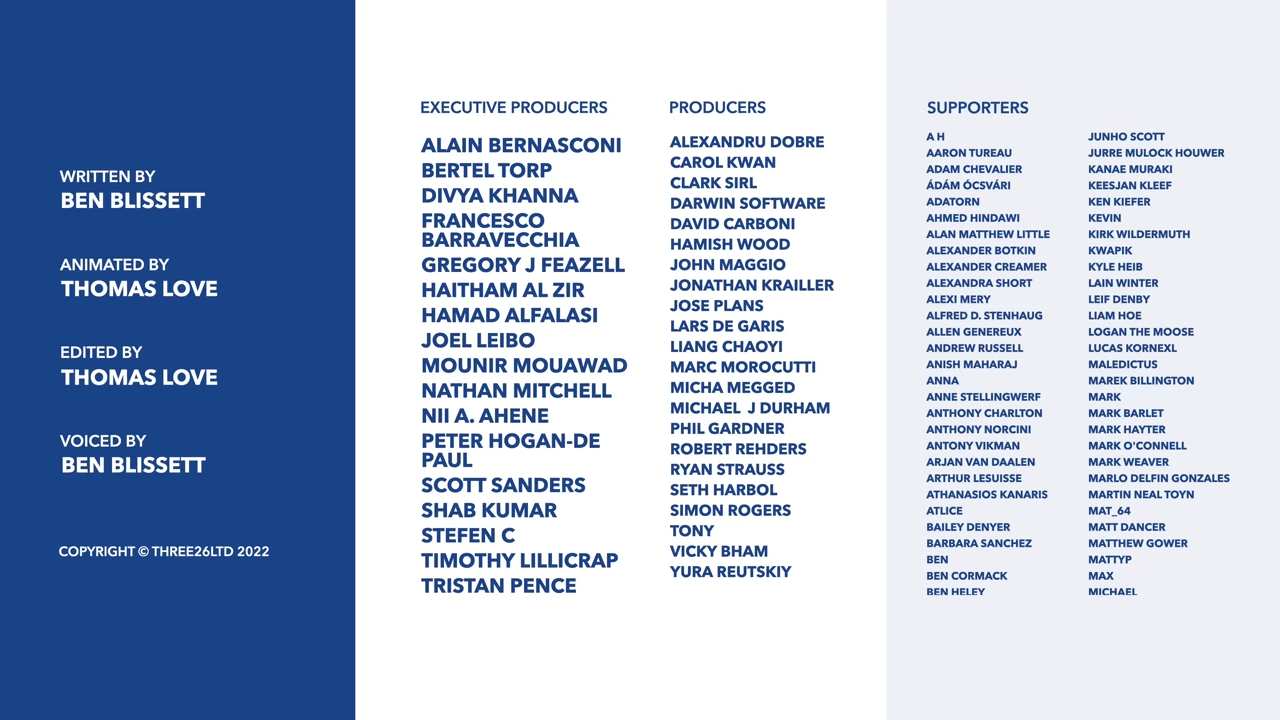 WRITTEN BY
BEN BLISSETT
ANIMATED BY
THOMAS LOVE
EDITED BY
THOMAS LOVE
VOICED BY
BEN BLISSETT
COPYRIGHT © THREE26LTD 2022
EXECUTIVE PRODUCERS
ALAIN BERNASCONI
BERTEL TORP
DIVYA KHANNA
FRANCESCO
BARRAVECCHIA
GREGORY J FEAZELL
HAITHAM AL ZIR
HAMAD ALFALASI
JOEL LEIBO
MOUNIR MOUAWAD
NATHAN MITCHELL
NII A. AHENE
PETER HOGAN-DE
PAUL
SCOTT SANDERS
SHAB KUMAR
STEFEN C
TIMOTHY LILLICRAP
TRISTAN PENCE
PRODUCERS
ALEXANDRU DOBRE
CAROL KWAN
CLARK SIRL
DARWIN SOFTWARE
DAVID CARBONI
HAMISH WOOD
JOHN MAGGIO
JONATHAN KRAILLER
JOSE PLANS
LARS DE GARIS
LIANG CHAOYI
MARC MOROCUTTI
MICHA MEGGED
MICHAEL  J DURHAM
PHIL GARDNER
ROBERT REHDERS
RYAN STRAUSS
SETH HARBOL
SIMON ROGERS
TONY
VICKY BHAM
YURA REUTSKIY
SUPPORTERS
A H
AARON TUREAU
ADAM CHEVALIER
ÁDÁM ÓCSVÁRI
ADATORN
AHMED HINDAWI
ALAN MATTHEW LITTLE
ALEXANDER BOTKIN
ALEXANDER CREAMER
ALEXANDRA SHORT
ALEXI MERY
ALFRED D. STENHAUG
ALLEN GENEREUX
ANDREW RUSSELL
ANISH MAHARAJ
ANNA
ANNE STELLINGWERF
ANTHONY CHARLTON
ANTHONY NORCINI
ANTONY VIKMAN
ARJAN VAN DAALEN
ARTHUR LESUISSE
ATHANASIOS KANARIS
ATLICE
BAILEY DENYER
BARBARA SANCHEZ
BEN
BEN CORMACK
BEN HELEY
JUNHO SCOTT
JURRE MULOCK HOUWER
KANAE MURAKI
KEESJAN KLEEF
KEN KIEFER
KEVIN
KIRK WILDERMUTH
KWAPIK
KYLE HEIB
LAIN WINTER
LEIF DENBY
LIAM HOE
LOGAN THE MOOSE
LUCAS KORNEXL
MALEDICTUS
MAREK BILLINGTON
MARK
MARK BARLET
MARK HAYTER
MARK O'CONNELL
MARK WEAVER
MARLO DELFIN GONZALES
MARTIN NEAL TOYN
MAT_64
MATT DANCER
MATTHEW GOWER
MATTYP
MAX
MICHAEL